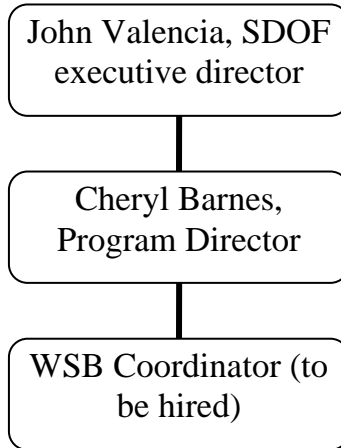 John Valencia, SDOF
executive director
Cheryl Barnes,
Program Director
WSB Coordinator (to
be hired)